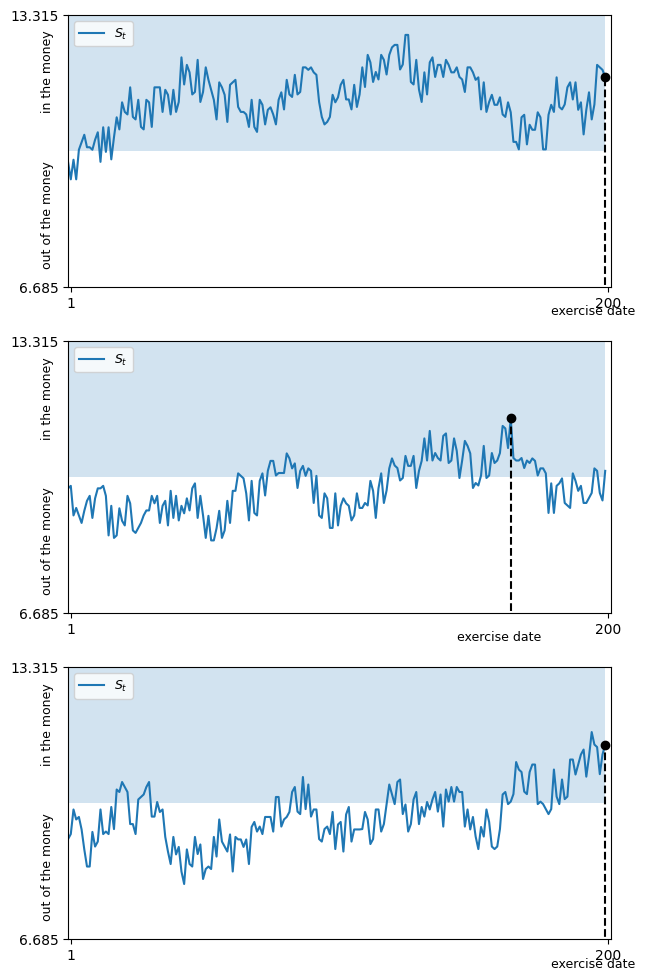 13.315
in the money
out of the money
6.685
S_t
1
200
exercise date
13.315
in the money
out of the money
6.685
S_t
1
200
exercise date
13.315
in the money
out of the money
6.685
S_t
1
200
exercise date